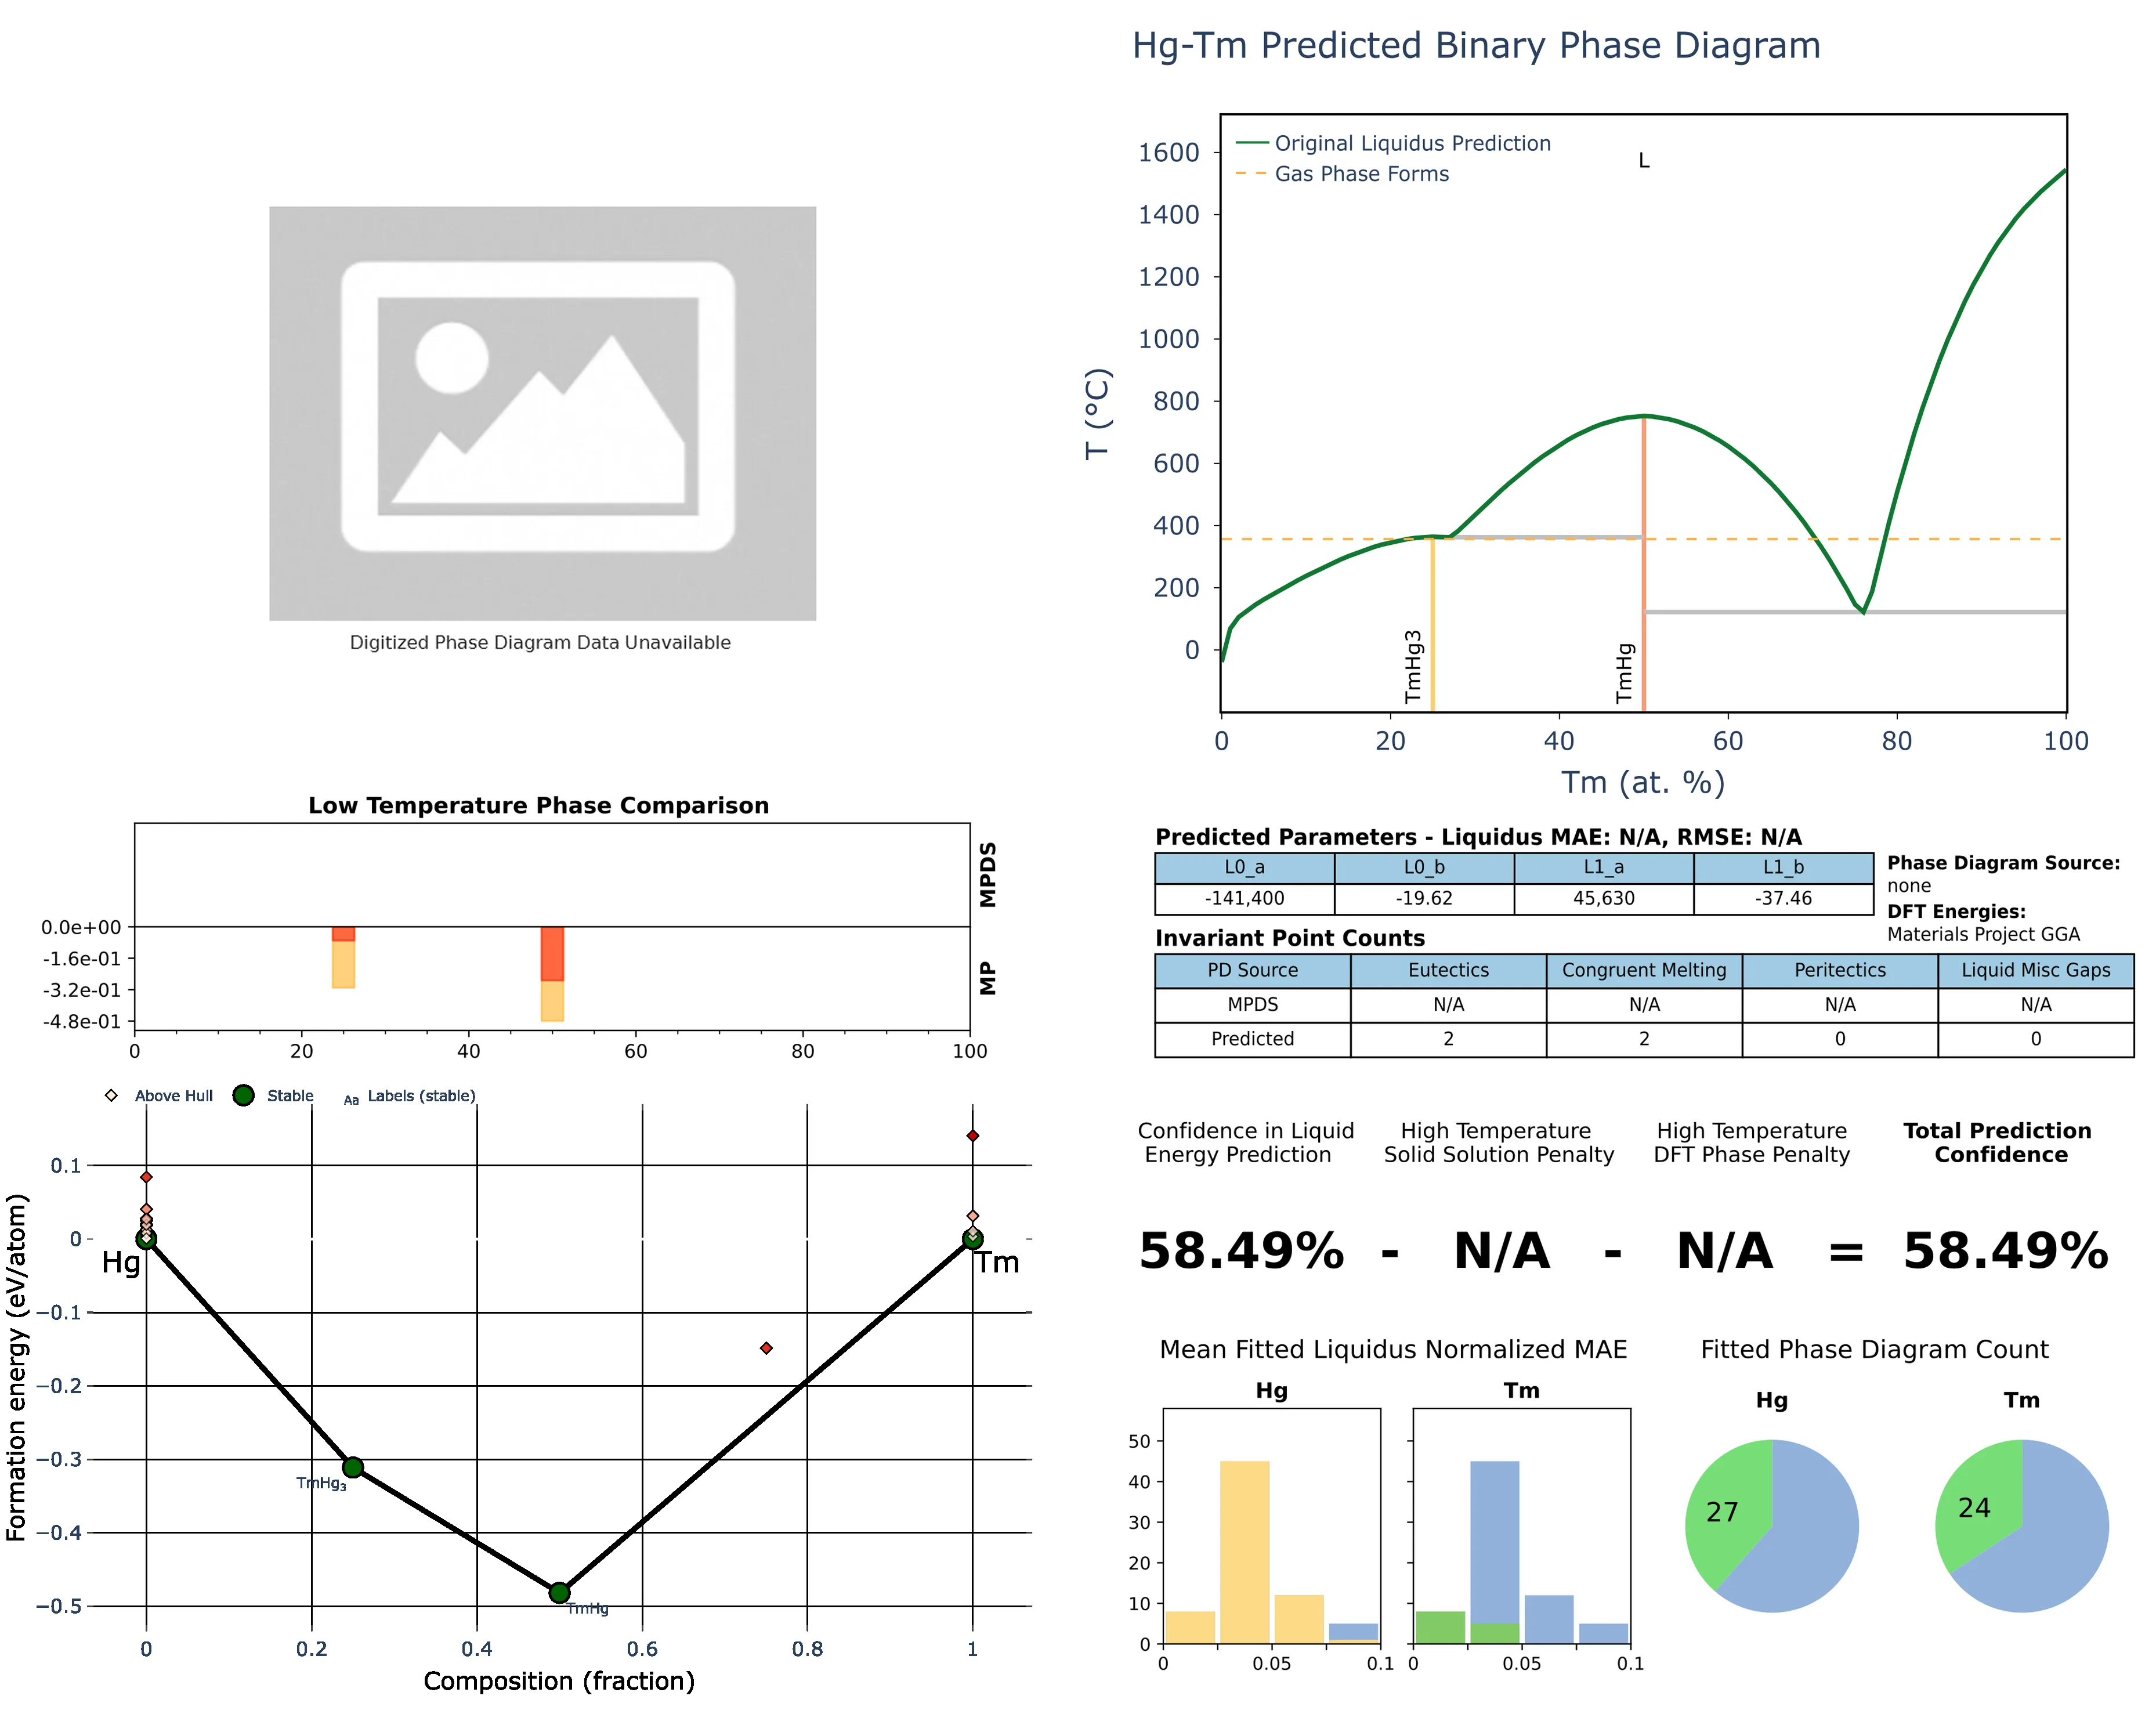 Hg-Tm Predicted Binary Phase Diagram
Original Liquidus Prediction
Gas Phase Forms
L
1600
1400
1200
1000
800
600
400
200
0
T (°C)
TmHg3
TmHg
0 20 40 60 80 100
Tm (at. %)
Digitized Phase Diagram Data Unavailable
Low Temperature Phase Comparison
MPDS
MP
0.0e+00
-1.6e-01
-3.2e-01
-4.8e-01
0 20 40 60 80 100
Predicted Parameters - Liquidus MAE: N/A, RMSE: N/A
L0_a L0_b L1_a L1_b
-141,400 -19.62 45,630 -37.46
Phase Diagram Source:
none
DFT Energies:
Materials Project GGA
Invariant Point Counts
PD Source Eutectics Congruent Melting Peritectics Liquid Misc Gaps
MPDS N/A N/A N/A N/A
Predicted 2 2 0 0
Above Hull Stable Aa Labels (stable)
0.1
0
−0.1
−0.2
−0.3
−0.4
−0.5
Formation energy (eV/atom)
Hg
Tm
TmHg3
TmHg
0 0.2 0.4 0.6 0.8 1
Composition (fraction)
Confidence in Liquid
Energy Prediction
High Temperature
Solid Solution Penalty
High Temperature
DFT Phase Penalty
Total Prediction
Confidence
58.49% - N/A - N/A = 58.49%
Mean Fitted Liquidus Normalized MAE
Hg
Tm
50
40
30
20
10
0
0 0.05 0.1
0 0.05 0.1
Fitted Phase Diagram Count
Hg
Tm
27
24